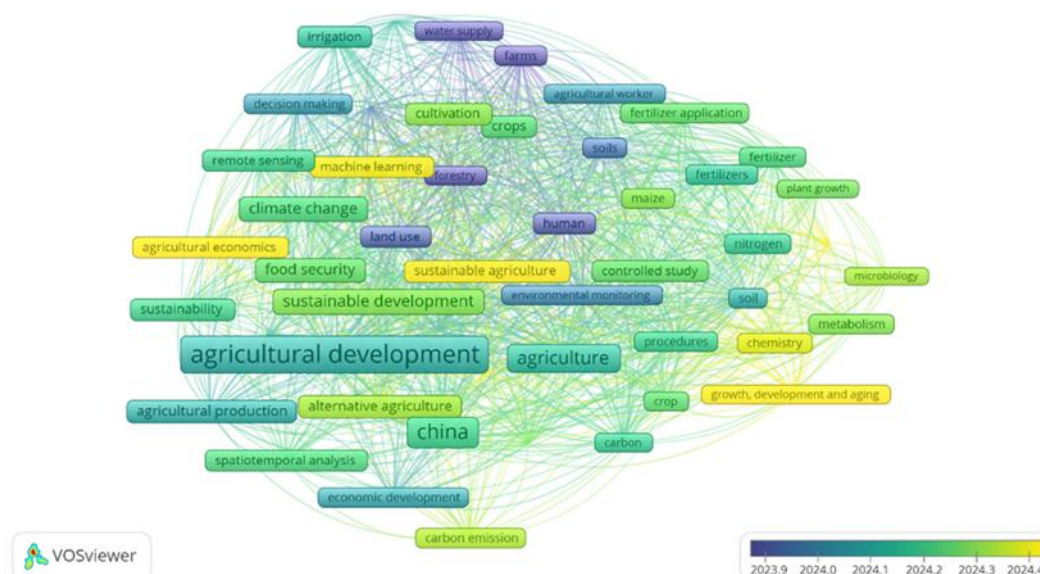 irrigation
water supply
farms
decision making
agricultural worker
cultivation
fertilizer application
crops
soils
remote sensing
machine learning
fertilizer
forestry
fertilizers
plant growth
maize
climate change
human
land use
nitrogen
agricultural economics
food security
sustainable agriculture
controlled study
microbiology
sustainable development
environmental monitoring
soil
sustainability
metabolism
procedures
chemistry
agricultural development
agriculture
growth, development and aging
crop
agricultural production
alternative agriculture
china
carbon
spatiotemporal analysis
economic development
carbon emission
VOSviewer
2023.9 2024.0 2024.1 2024.2 2024.3 2024.4